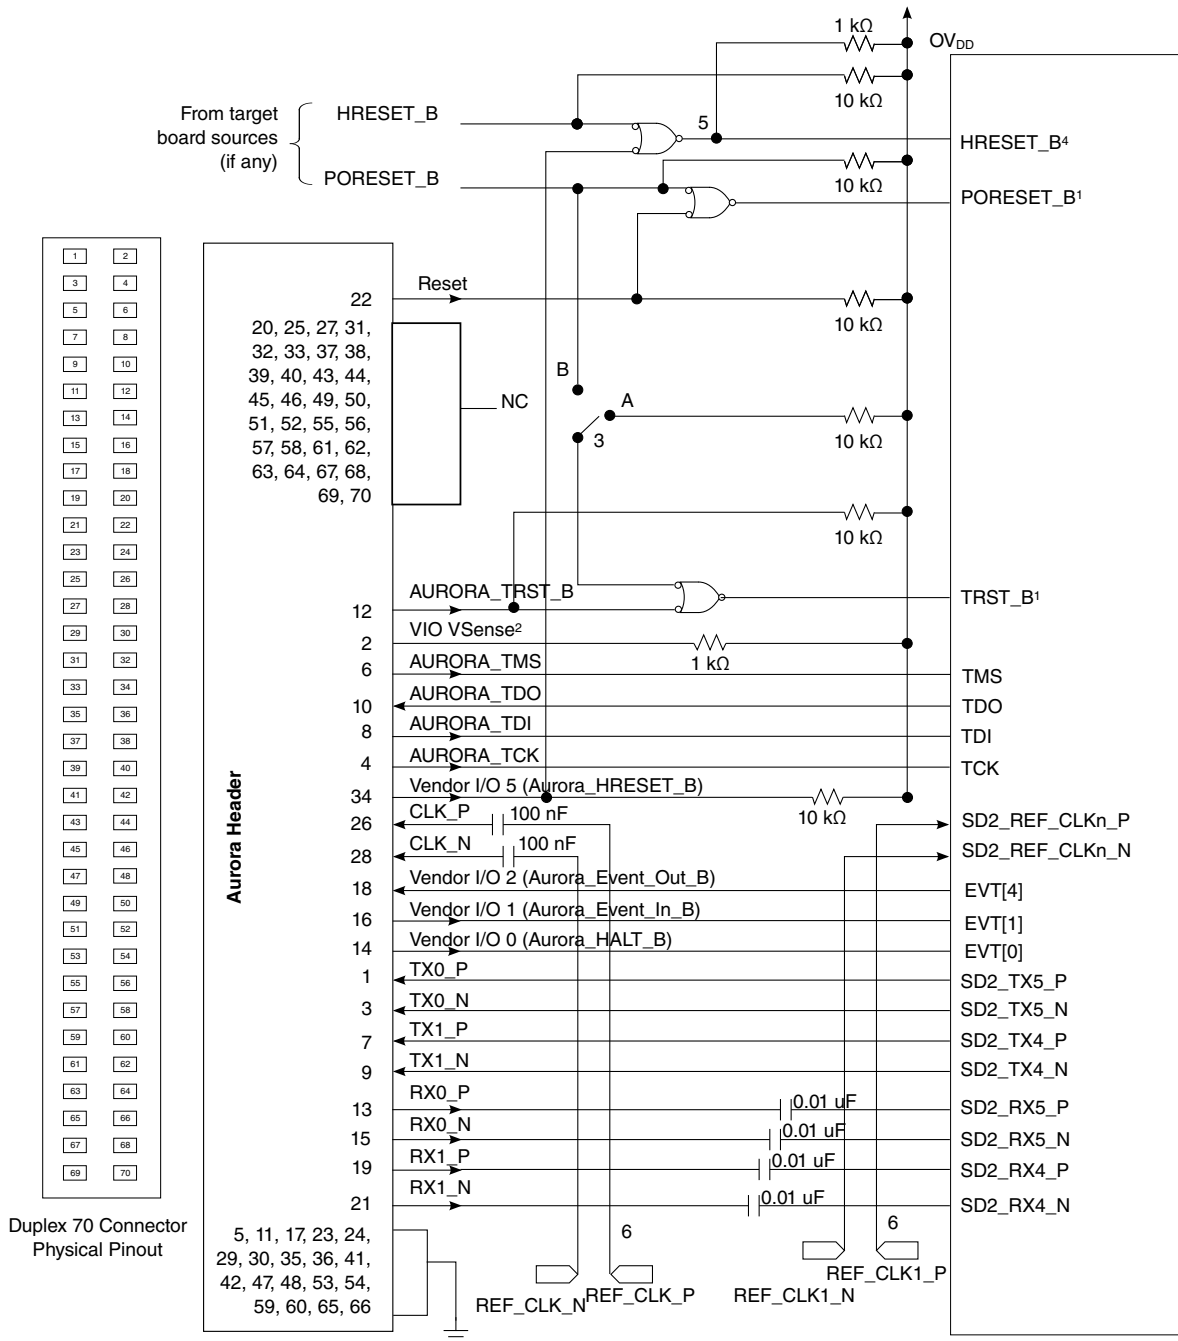 1 kΩ
OVDD
10 kΩ
From target
board sources
(if any)
HRESET_B
5
HRESET_B4
PORESET_B
10 kΩ
PORESET_B1
1 2
3 4
5 6
7 8
9 10
11 12
13 14
15 16
17 18
19 20
21 22
23 24
25 26
27 28
29 30
31 32
33 34
35 36
37 38
39 40
41 42
43 44
45 46
47 48
49 50
51 52
53 54
55 56
57 58
59 60
61 62
63 64
65 66
67 68
69 70
Duplex 70 Connector
Physical Pinout
Aurora Header
22 Reset
10 kΩ
20, 25, 27, 31,
32, 33, 37, 38,
39, 40, 43, 44,
45, 46, 49, 50,
51, 52, 55, 56,
57, 58, 61, 62,
63, 64, 67, 68,
69, 70
NC
B
A
3
10 kΩ
10 kΩ
12 AURORA_TRST_B
TRST_B1
2 VIO VSense2
1 kΩ
6 AURORA_TMS
TMS
10 AURORA_TDO
TDO
8 AURORA_TDI
TDI
4 AURORA_TCK
TCK
34 Vendor I/O 5 (Aurora_HRESET_B)
10 kΩ
26 CLK_P 100 nF
SD2_REF_CLKn_P
28 CLK_N 100 nF
SD2_REF_CLKn_N
18 Vendor I/O 2 (Aurora_Event_Out_B)
EVT[4]
16 Vendor I/O 1 (Aurora_Event_In_B)
EVT[1]
14 Vendor I/O 0 (Aurora_HALT_B)
EVT[0]
1 TX0_P
SD2_TX5_P
3 TX0_N
SD2_TX5_N
7 TX1_P
SD2_TX4_P
9 TX1_N
SD2_TX4_N
13 RX0_P
0.01 uF
SD2_RX5_P
15 RX0_N
0.01 uF
SD2_RX5_N
19 RX1_P
0.01 uF
SD2_RX4_P
21 RX1_N
0.01 uF
SD2_RX4_N
5, 11, 17, 23, 24,
29, 30, 35, 36, 41,
42, 47, 48, 53, 54,
59, 60, 65, 66
6
6
REF_CLK_N
REF_CLK_P
REF_CLK1_N
REF_CLK1_P